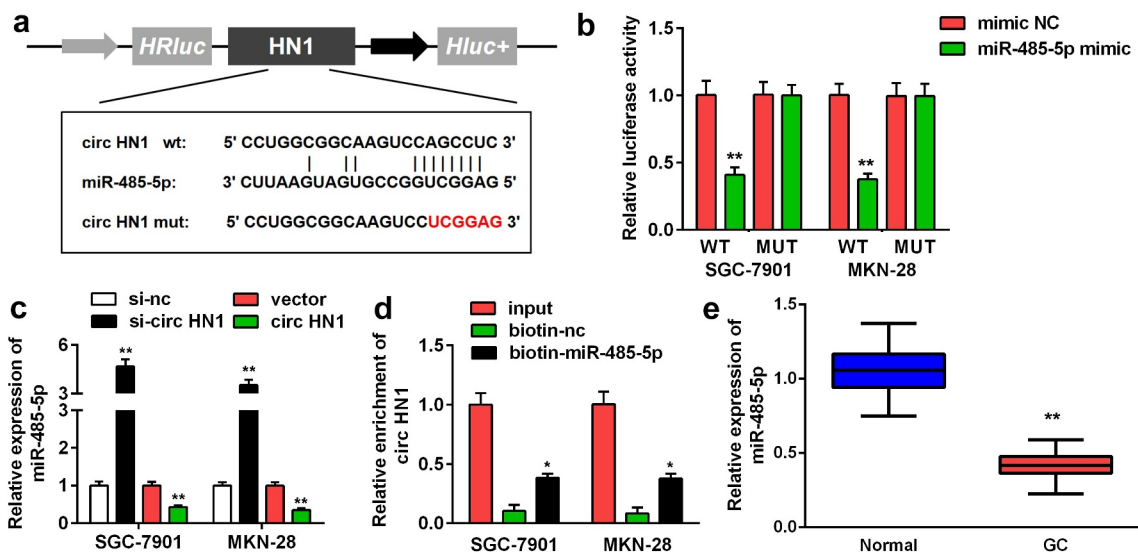 a
HRluc HN1 Hluc+
circ HN1 wt: 5' CCUGGCGGCAAGUCCAGCCUC 3'
miR-485-5p: 3' CUUAAGUAGUGCCGGUCGGAG 5'
circ HN1 mut: 5' CCUGGCGGCAAGUCCUCGGAG 3'
b
mimic NC
miR-485-5p mimic
Relative luciferase activity
1.5
1.0
0.5
0.0
** **
WT MUT WT MUT
SGC-7901 MKN-28
c
si-nc vector
si-circ HN1 circ HN1
Relative expression of
miR-485-5p
6
3
3
2
1
0
** ** ** **
SGC-7901 MKN-28
d
input
biotin-nc
biotin-miR-485-5p
Relative enrichment of
circ HN1
1.5
1.0
0.5
0.0
* *
SGC-7901 MKN-28
e
Relative expression of
miR-485-5p
1.5
1.0
0.5
0.0
**
Normal GC